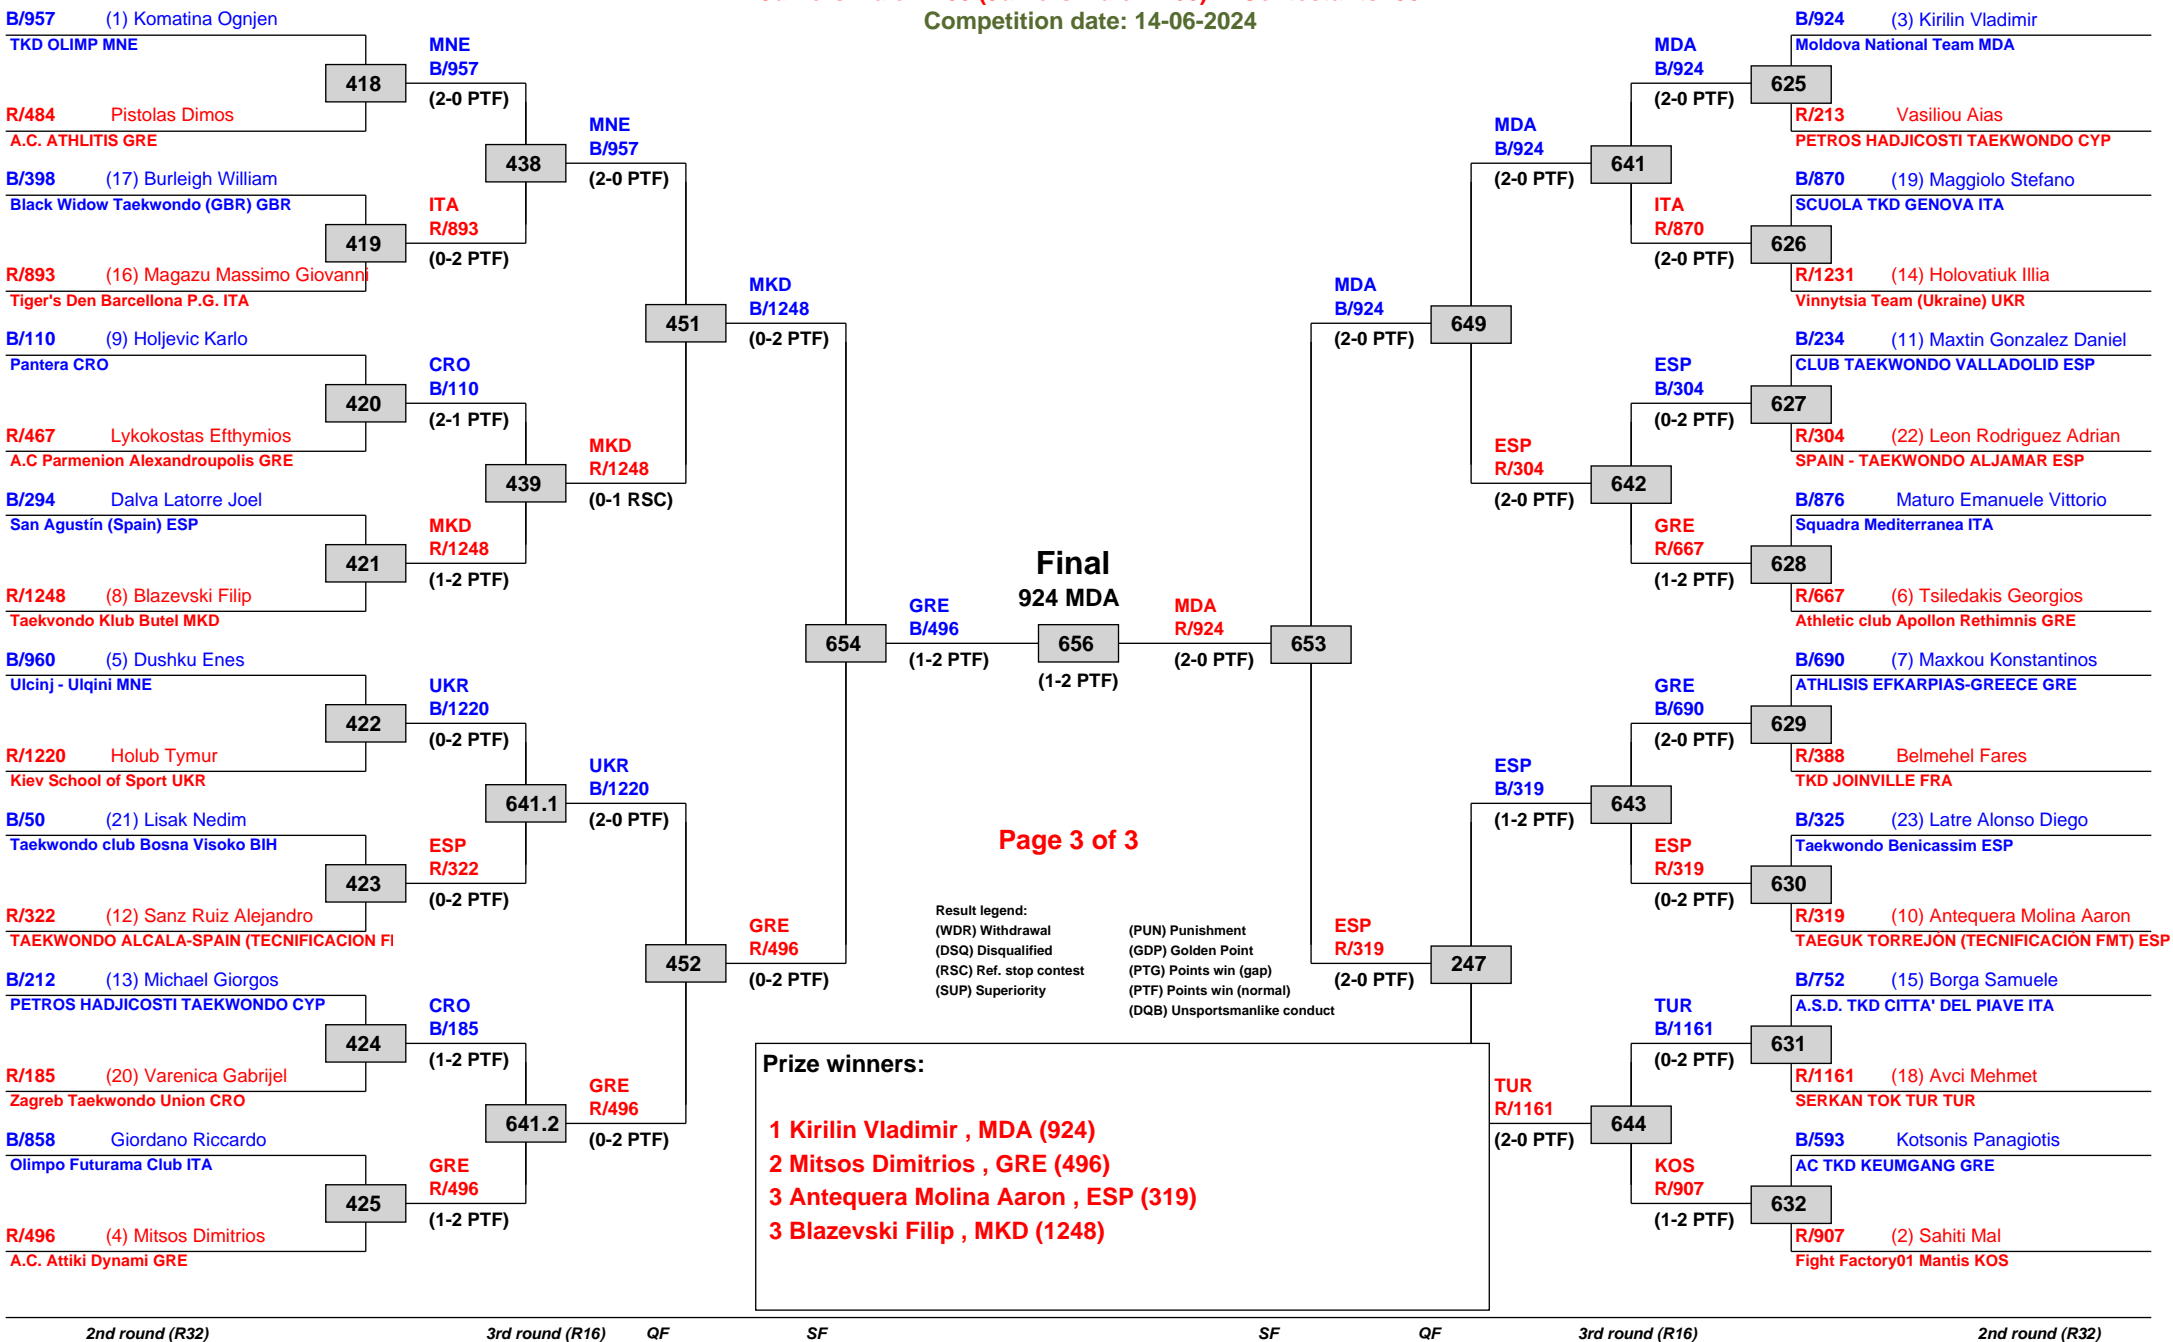 Competition date: 14-06-2024
B/957 (1) Komatina Ognjen
TKD OLIMP MNE
418
R/484 Pistolas Dimos
A.C. ATHLITIS GRE
B/398 (17) Burleigh William
Black Widow Taekwondo (GBR) GBR
419
R/893 (16) Magazu Massimo Giovanni
Tiger's Den Barcellona P.G. ITA
B/110 (9) Holjevic Karlo
Pantera CRO
420
R/467 Lykokostas Efthymios
A.C Parmenion Alexandroupolis GRE
B/294 Dalva Latorre Joel
San Agustín (Spain) ESP
421
R/1248 (8) Blazevski Filip
Taekvondo Klub Butel MKD
B/960 (5) Dushku Enes
Ulcinj - Ulqini MNE
422
R/1220 Holub Tymur
Kiev School of Sport UKR
B/50 (21) Lisak Nedim
Taekwondo club Bosna Visoko BIH
423
R/322 (12) Sanz Ruiz Alejandro
TAEKWONDO ALCALA-SPAIN (TECNIFICACION FI
B/212 (13) Michael Giorgos
PETROS HADJICOSTI TAEKWONDO CYP
424
R/185 (20) Varenica Gabrijel
Zagreb Taekwondo Union CRO
B/858 Giordano Riccardo
Olimpo Futurama Club ITA
425
R/496 (4) Mitsos Dimitrios
A.C. Attiki Dynami GRE
MNE
B/957
(2-0 PTF)
438
ITA
R/893
(0-2 PTF)
CRO
B/110
(2-1 PTF)
439
MKD
R/1248
(1-2 PTF)
UKR
B/1220
(0-2 PTF)
641.1
ESP
R/322
(0-2 PTF)
CRO
B/185
(1-2 PTF)
641.2
GRE
R/496
(1-2 PTF)
MNE
B/957
(2-0 PTF)
451
MKD
R/1248
(0-1 RSC)
UKR
B/1220
(2-0 PTF)
452
GRE
R/496
(0-2 PTF)
MKD
B/1248
(0-2 PTF)
654
GRE
R/496
(0-2 PTF)
GRE
B/496
(1-2 PTF)
Final
924 MDA
656
(1-2 PTF)
MDA
R/924
(2-0 PTF)
653
MDA
B/924
(2-0 PTF)
649
ESP
R/319
(2-0 PTF)
247
MDA
B/924
(2-0 PTF)
641
ESP
R/304
(2-0 PTF)
642
ESP
B/319
(1-2 PTF)
643
TUR
R/1161
(2-0 PTF)
644
MDA
B/924
(2-0 PTF)
625
ITA
R/870
(2-0 PTF)
626
ESP
B/304
(0-2 PTF)
627
GRE
R/667
(1-2 PTF)
628
GRE
B/690
(2-0 PTF)
629
ESP
R/319
(0-2 PTF)
630
TUR
B/1161
(0-2 PTF)
631
KOS
R/907
(1-2 PTF)
632
B/924 (3) Kirilin Vladimir
Moldova National Team MDA
R/213 Vasiliou Aias
PETROS HADJICOSTI TAEKWONDO CYP
B/870 (19) Maggiolo Stefano
SCUOLA TKD GENOVA ITA
R/1231 (14) Holovatiuk Illia
Vinnytsia Team (Ukraine) UKR
B/234 (11) Maxtin Gonzalez Daniel
CLUB TAEKWONDO VALLADOLID ESP
R/304 (22) Leon Rodriguez Adrian
SPAIN - TAEKWONDO ALJAMAR ESP
B/876 Maturo Emanuele Vittorio
Squadra Mediterranea ITA
R/667 (6) Tsiledakis Georgios
Athletic club Apollon Rethimnis GRE
B/690 (7) Maxkou Konstantinos
ATHLISIS EFKARPIAS-GREECE GRE
R/388 Belmehel Fares
TKD JOINVILLE FRA
B/325 (23) Latre Alonso Diego
Taekwondo Benicassim ESP
R/319 (10) Antequera Molina Aaron
TAEGUK TORREJÓN (TECNIFICACIÓN FMT) ESP
B/752 (15) Borga Samuele
A.S.D. TKD CITTA' DEL PIAVE ITA
R/1161 (18) Avci Mehmet
SERKAN TOK TUR TUR
B/593 Kotsonis Panagiotis
AC TKD KEUMGANG GRE
R/907 (2) Sahiti Mal
Fight Factory01 Mantis KOS
Page 3 of 3
Result legend:
(WDR) Withdrawal
(DSQ) Disqualified
(RSC) Ref. stop contest
(SUP) Superiority
(PUN) Punishment
(GDP) Golden Point
(PTG) Points win (gap)
(PTF) Points win (normal)
(DQB) Unsportsmanlike conduct
Prize winners:
1 Kirilin Vladimir , MDA (924)
2 Mitsos Dimitrios , GRE (496)
3 Antequera Molina Aaron , ESP (319)
3 Blazevski Filip , MKD (1248)
2nd round (R32) 3rd round (R16) QF SF SF QF 3rd round (R16) 2nd round (R32)